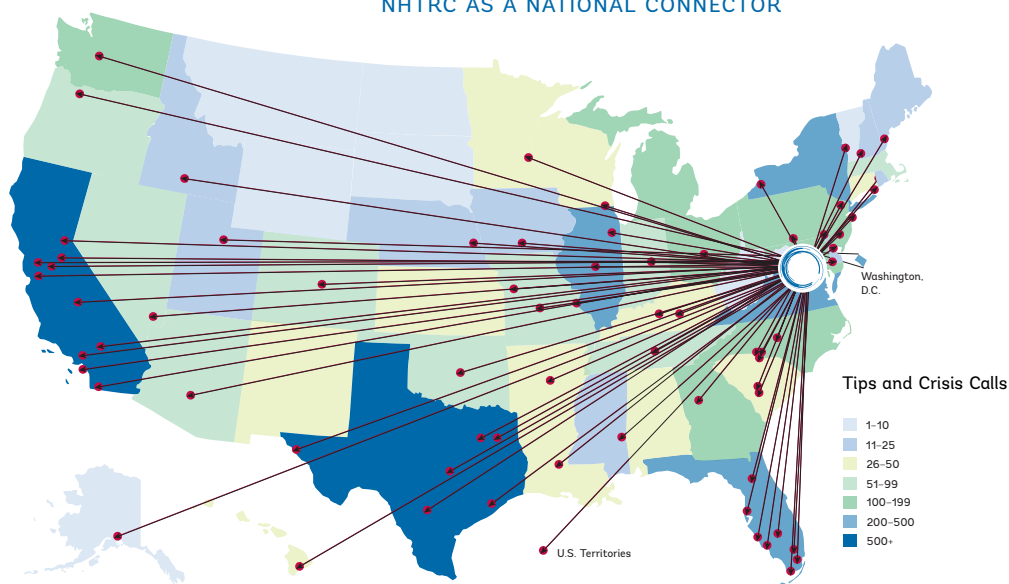 NHTRC AS A NATIONAL CONNECTOR
Washington,
D.C.
Tips and Crisis Calls
1–10
11–25
26–50
51–99
100–199
200–500
500+
U.S. Territories